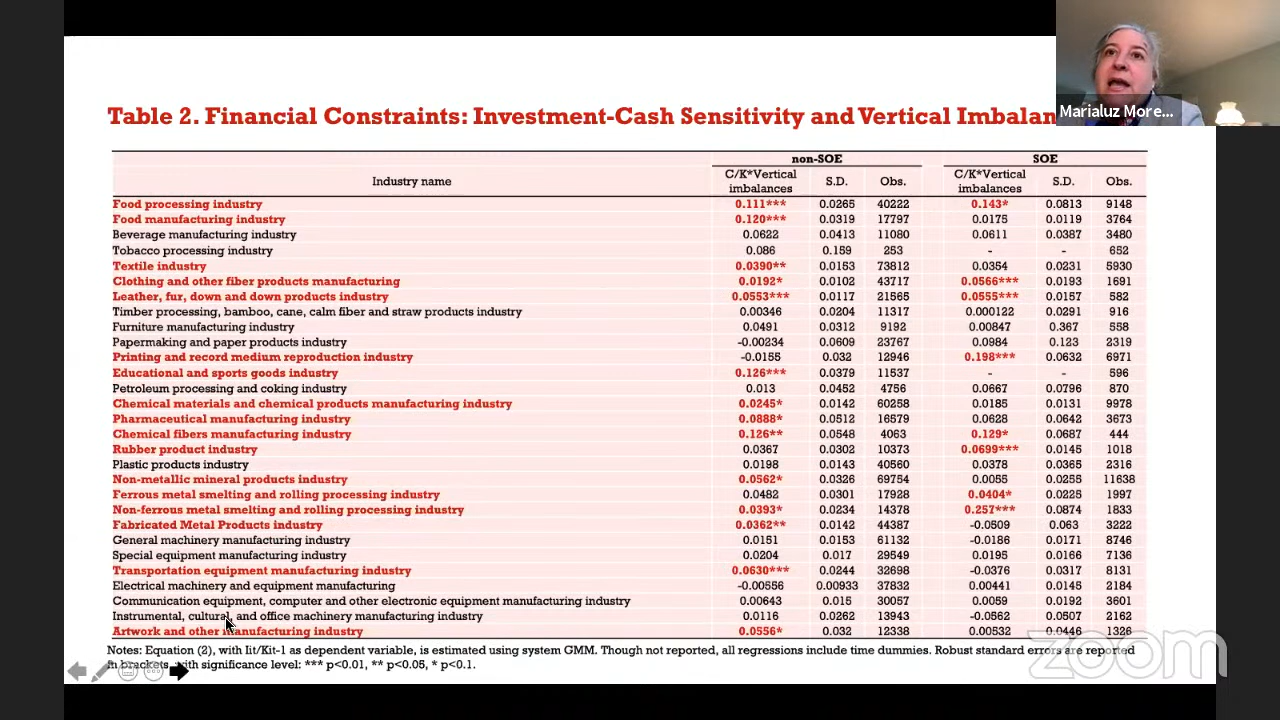 Marialuz More...
Table 2. Financial Constraints: Investment-Cash Sensitivity and Vertical Imbalan
non-SOE SOE
Industry name C/K*Vertical imbalances S.D. Obs. C/K*Vertical imbalances S.D. Obs.
Food processing industry 0.111*** 0.0265 40222 0.143* 0.0813 9148
Food manufacturing industry 0.120*** 0.0319 17797 0.0175 0.0119 3764
Beverage manufacturing industry 0.0622 0.0413 11080 0.0611 0.0387 3480
Tobacco processing industry 0.086 0.159 253 - - 652
Textile industry 0.0390** 0.0153 73812 0.0354 0.0231 5930
Clothing and other fiber products manufacturing 0.0192* 0.0102 43717 0.0566*** 0.0193 1691
Leather, fur, down and down products industry 0.0553*** 0.0117 21565 0.0555*** 0.0157 582
Timber processing, bamboo, cane, calm fiber and straw products industry 0.00346 0.0204 11317 0.000122 0.0291 916
Furniture manufacturing industry 0.0491 0.0312 9192 0.00847 0.367 558
Papermaking and paper products industry -0.00234 0.0609 23767 0.0984 0.123 2319
Printing and record medium reproduction industry -0.0155 0.032 12946 0.198*** 0.0632 6971
Educational and sports goods industry 0.126*** 0.0379 11537 - - 596
Petroleum processing and coking industry 0.013 0.0452 4756 0.0667 0.0796 870
Chemical materials and chemical products manufacturing industry 0.0245* 0.0142 60258 0.0185 0.0131 9978
Pharmaceutical manufacturing industry 0.0888* 0.0512 16579 0.0628 0.0642 3673
Chemical fibers manufacturing industry 0.126** 0.0548 4063 0.129* 0.0687 444
Rubber product industry 0.0367 0.0302 10373 0.0699*** 0.0145 1018
Plastic products industry 0.0198 0.0143 40560 0.0378 0.0365 2316
Non-metallic mineral products industry 0.0562* 0.0326 69754 0.0055 0.0255 11638
Ferrous metal smelting and rolling processing industry 0.0482 0.0301 17928 0.0404* 0.0225 1997
Non-ferrous metal smelting and rolling processing industry 0.0393* 0.0234 14378 0.257*** 0.0874 1833
Fabricated Metal Products industry 0.0362** 0.0142 44387 -0.0509 0.063 3222
General machinery manufacturing industry 0.0151 0.0153 61132 -0.0186 0.0171 8746
Special equipment manufacturing industry 0.0204 0.017 29549 0.0195 0.0166 7136
Transportation equipment manufacturing industry 0.0630*** 0.0244 32698 -0.0376 0.0317 8131
Electrical machinery and equipment manufacturing -0.00556 0.00933 37832 0.00441 0.0145 2184
Communication equipment, computer and other electronic equipment manufacturing industry 0.00643 0.015 30057 0.0059 0.0192 3601
Instrumental, cultural, and office machinery manufacturing industry 0.0116 0.0262 13943 -0.0562 0.0507 2162
Artwork and other manufacturing industry 0.0556* 0.032 12338 0.00532 0.0446 1326
Notes: Equation (2), with Iit/Kit-1 as dependent variable, is estimated using system GMM. Though not reported, all regressions include time dummies. Robust standard errors are reported
in brackets, with significance level: *** p<0.01, ** p<0.05, * p<0.1.
zoom